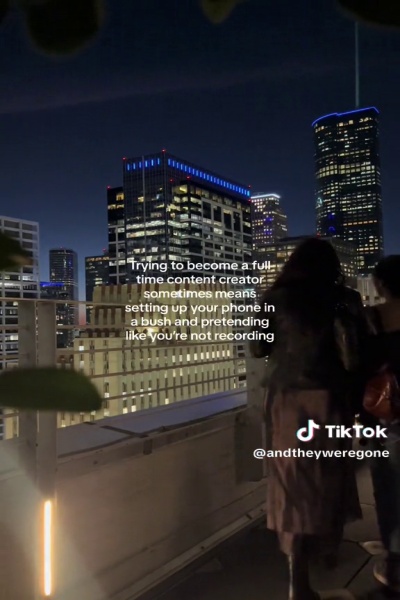 Trying to become a full
time content creator
sometimes means
setting up your phone in
a bush and pretending
like you're not recording
TikTok
@andtheyweregone